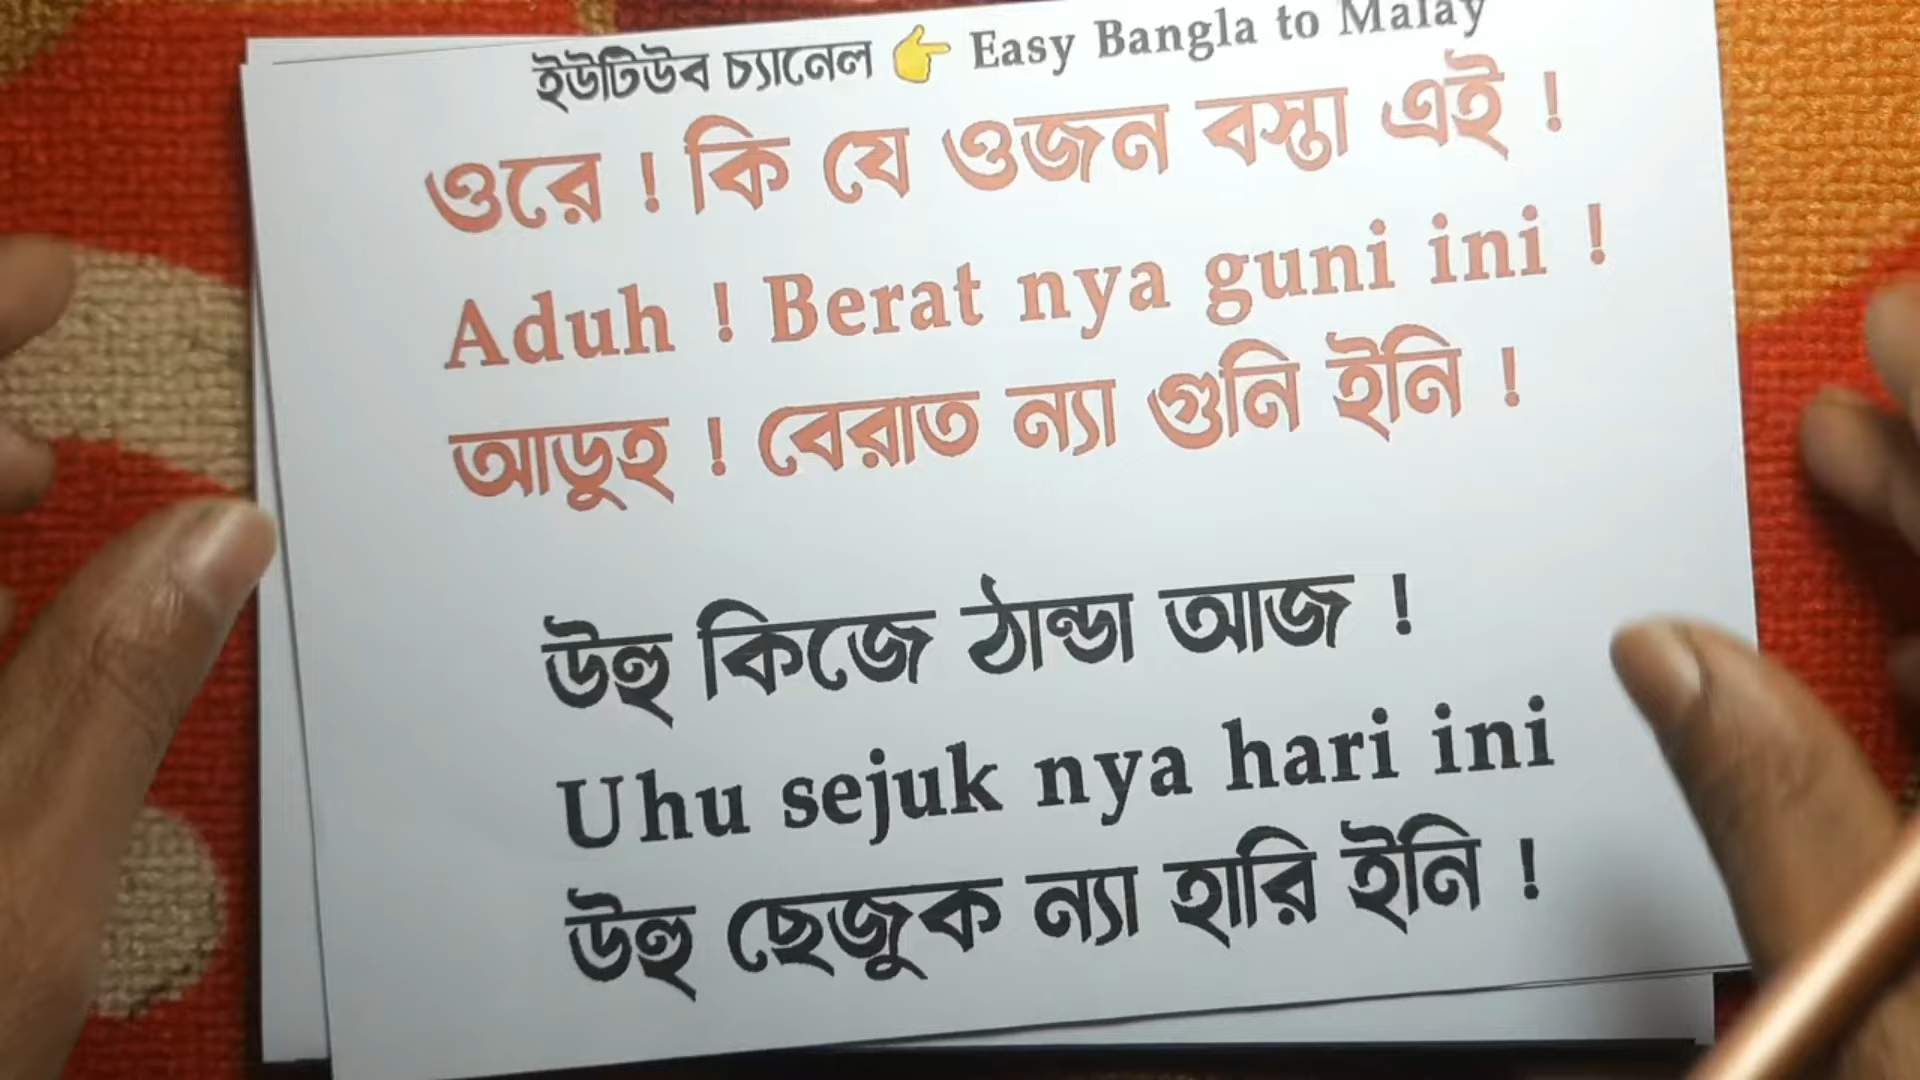 ইউটিউব চ্যানেল 👉 Easy Bangla to Malay
ওরে ! কি যে ওজন বস্তা এই !
Aduh ! Berat nya guni ini !
আডুহ ! বেরাত ন্যা গুনি ইনি !
উহু কিজে ঠান্ডা আজ !
Uhu sejuk nya hari ini
উহু ছেজুক ন্যা হারি ইনি !